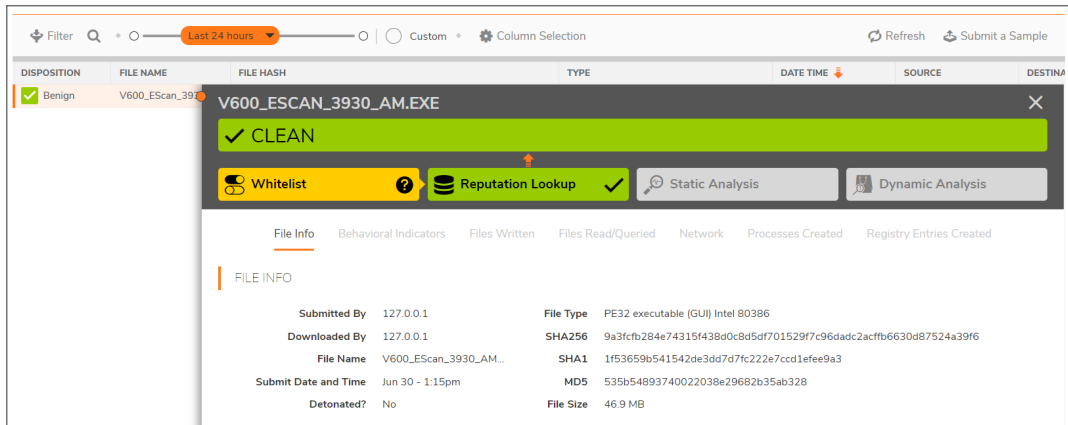 Filter Last 24 hours Custom Column Selection Refresh Submit a Sample
DISPOSITION FILE NAME FILE HASH TYPE DATE TIME SOURCE DESTINA
Benign V600_EScan_393
V600_ESCAN_3930_AM.EXE
CLEAN
Whitelist ? Reputation Lookup Static Analysis Dynamic Analysis
File Info Behavioral Indicators Files Written Files Read/Queried Network Processes Created Registry Entries Created
FILE INFO
Submitted By 127.0.0.1 File Type PE32 executable (GUI) Intel 80386
Downloaded By 127.0.0.1 SHA256 9a3fcfb284e74315f438d0c8d5df701529f7c96dadc2acffb6630d87524a39f6
File Name V600_EScan_3930_AM... SHA1 1f53659b541542de3dd7d7fc222e7ccd1efee9a3
Submit Date and Time Jun 30 - 1:15pm MD5 535b54893740022038e29682b35ab328
Detonated? No File Size 46.9 MB